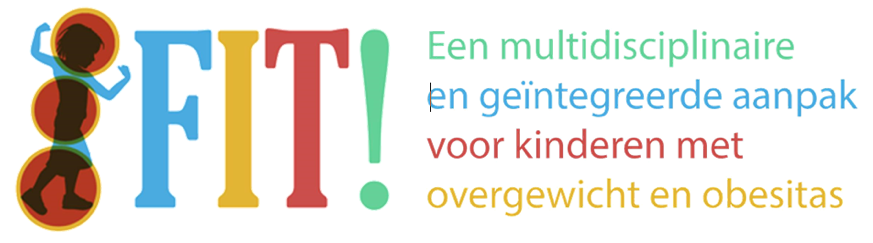 FIT!
Een multidisciplinaire
en geïntegreerde aanpak
voor kinderen met
overgewicht en obesitas